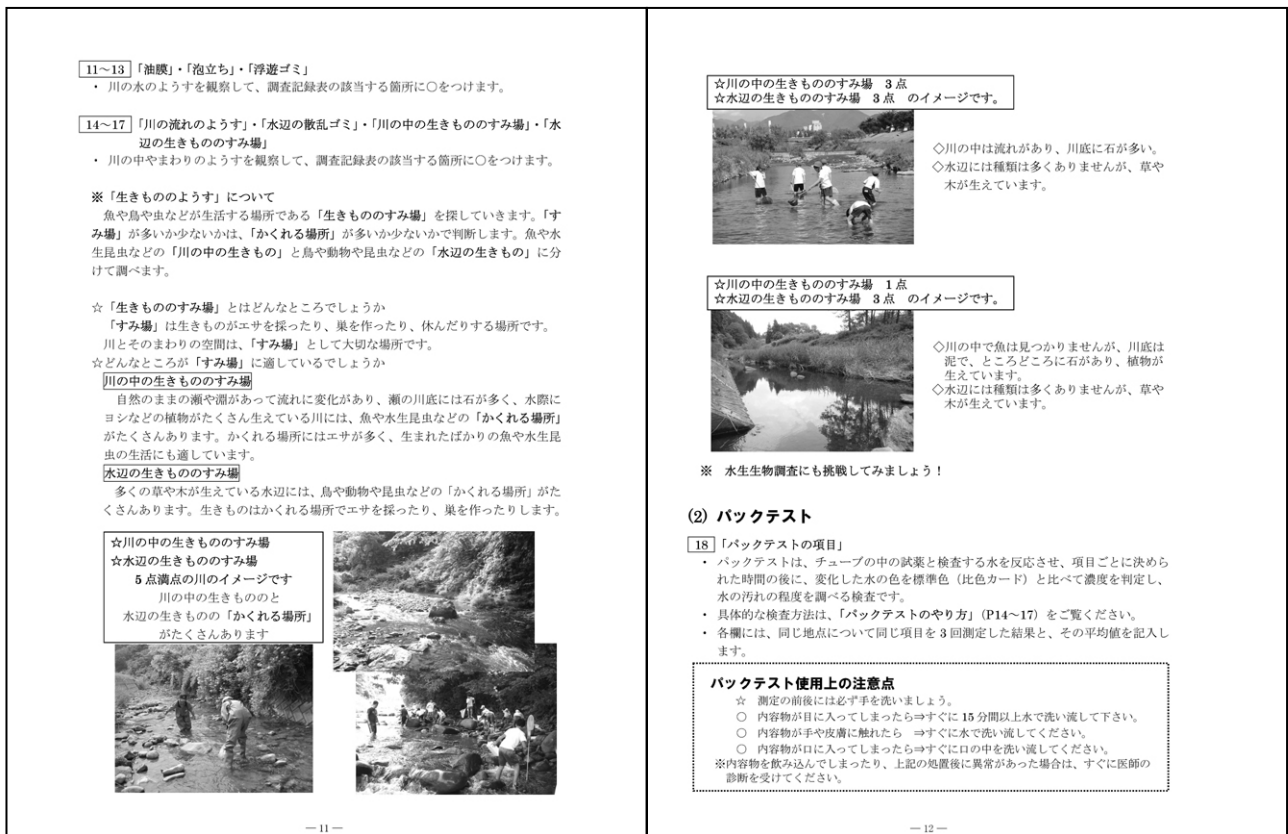 11～13 「油膜」・「泡立ち」・「浮遊ゴミ」
・ 川の水のようすを観察して、調査記録表の該当する箇所に〇をつけます。
14～17 「川の流れのようす」・「水辺の散乱ゴミ」・「川の中の生きもののすみ場」・「水
辺の生きもののすみ場」
・ 川の中やまわりのようすを観察して、調査記録表の該当する箇所に〇をつけます。
※「生きもののようす」について
魚や鳥や虫などが生活する場所である「生きもののすみ場」を探していきます。「す
み場」が多いか少ないかは、「かくれる場所」が多いか少ないかで判断します。魚や水
生昆虫などの「川の中の生きもの」と鳥や動物や昆虫などの「水辺の生きもの」に分
けて調べます。
☆「生きもののすみ場」とはどんなところでしょうか
「すみ場」は生きものがエサを採ったり、巣を作ったり、休んだりする場所です。
川とそのまわりの空間は、「すみ場」として大切な場所です。
☆どんなところが「すみ場」に適しているでしょうか
川の中の生きもののすみ場
自然のままの瀬や淵があって流れに変化があり、瀬の川底には石が多く、水際に
ヨシなどの植物がたくさん生えている川には、魚や水生昆虫などの「かくれる場所」
がたくさんあります。かくれる場所にはエサが多く、生まれたばかりの魚や水生昆
虫の生活にも適しています。
水辺の生きもののすみ場
多くの草や木が生えている水辺には、鳥や動物や昆虫などの「かくれる場所」がた
くさんあります。生きものはかくれる場所でエサを採ったり、巣を作ったりします。
☆川の中の生きもののすみ場
☆水辺の生きもののすみ場
5点満点の川のイメージです
川の中の生きものの​と
水辺の生きものの「かくれる場所」
がたくさんあります
― 11 ―
☆川の中の生きもののすみ場 3点
☆水辺の生きもののすみ場 3点 のイメージです。
◇川の中は流れがあり、川底に石が多い。
◇水辺には種類は多くありませんが、草や
木が生えています。
☆川の中の生きもののすみ場 1点
☆水辺の生きもののすみ場 3点 のイメージです。
◇川の中で魚は見つかりませんが、川底は
泥で、ところどころに石があり、植物が
生えています。
◇水辺には種類は多くありませんが、草や
木が生えています。
※ 水生生物調査にも挑戦してみましょう！
(2) パックテスト
18 「パックテストの項目」
・ パックテストは、チューブの中の試薬と検査する水を反応させ、項目ごとに決めら
れた時間の後に、変化した水の色を標準色（比色カード）と比べて濃度を判定し、
水の汚れの程度を調べる検査です。
・ 具体的な検査方法は、「パックテストのやり方」（P14～17）をご覧ください。
・ 各欄には、同じ地点について同じ項目を3回測定した結果と、その平均値を記入し
ます。
パックテスト使用上の注意点
☆ 測定の前後には必ず手を洗いましょう。
〇 内容物が目に入ってしまったら⇒すぐに15分間以上水で洗い流して下さい。
〇 内容物が手や皮膚に触れたら ⇒すぐに水で洗い流してください。
〇 内容物が口に入ってしまったら⇒すぐに口の中を洗い流してください。
※内容物を飲み込んでしまったり、上記の処置後に異常があった場合は、すぐに医師の
診断を受けてください。
― 12 ―